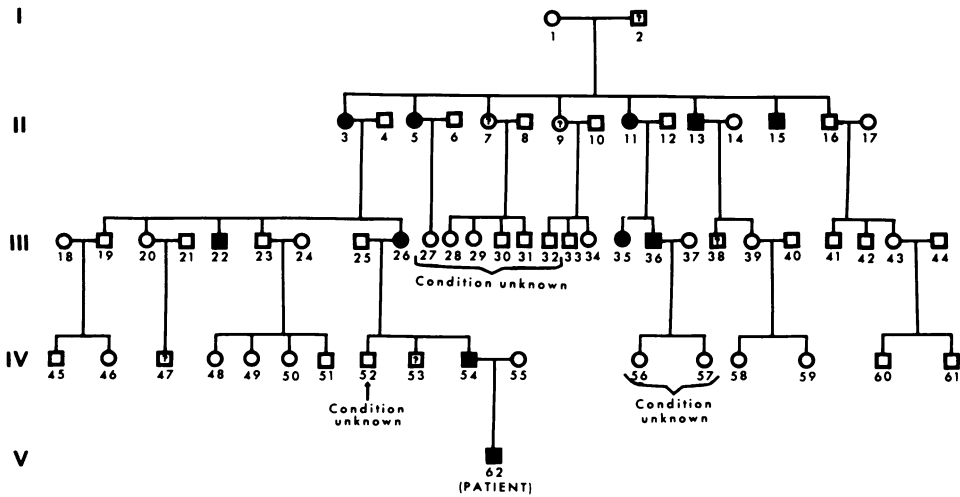 I
? 
1 2
II
? ?
3 4 5 6 7 8 9 10 11 12 13 14 15 16 17
III
?
18 19 20 21 22 23 24 25 26 27 28 29 30 31 32 33 34 35 36 37 38 39 40 41 42 43 44
Condition unknown
IV
? ?
45 46 47 48 49 50 51 52 53 54 55 56 57 58 59 60 61
Condition
unknown
Condition
unknown
V
62
(PATIENT)